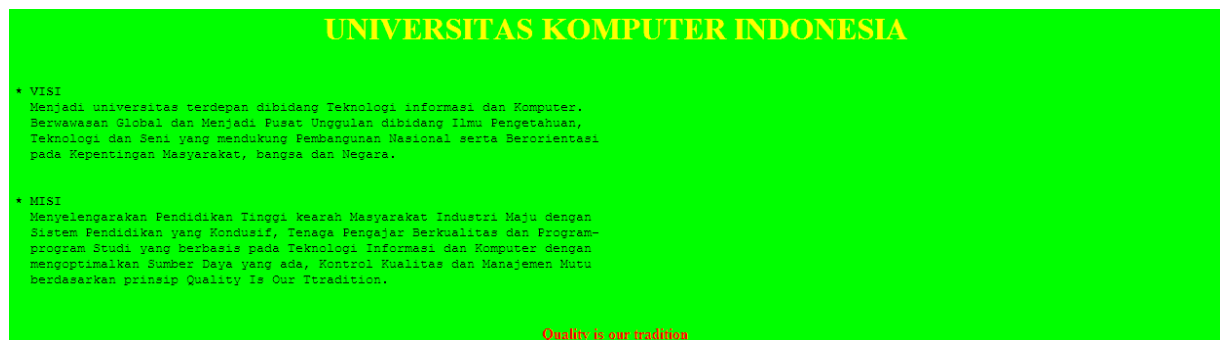 UNIVERSITAS KOMPUTER INDONESIA
* VISI
Menjadi universitas terdepan dibidang Teknologi informasi dan Komputer.
Berwawasan Global dan Menjadi Pusat Unggulan dibidang Ilmu Pengetahuan,
Teknologi dan Seni yang mendukung Pembangunan Nasional serta Berorientasi
pada Kepentingan Masyarakat, bangsa dan Negara.
* MISI
Menyelengarakan Pendidikan Tinggi kearah Masyarakat Industri Maju dengan
Sistem Pendidikan yang Kondusif, Tenaga Pengajar Berkualitas dan Program-
program Studi yang berbasis pada Teknologi Informasi dan Komputer dengan
mengoptimalkan Sumber Daya yang ada, Kontrol Kualitas dan Manajemen Mutu
berdasarkan prinsip Quality Is Our Ttradition.
Quality is our tradition